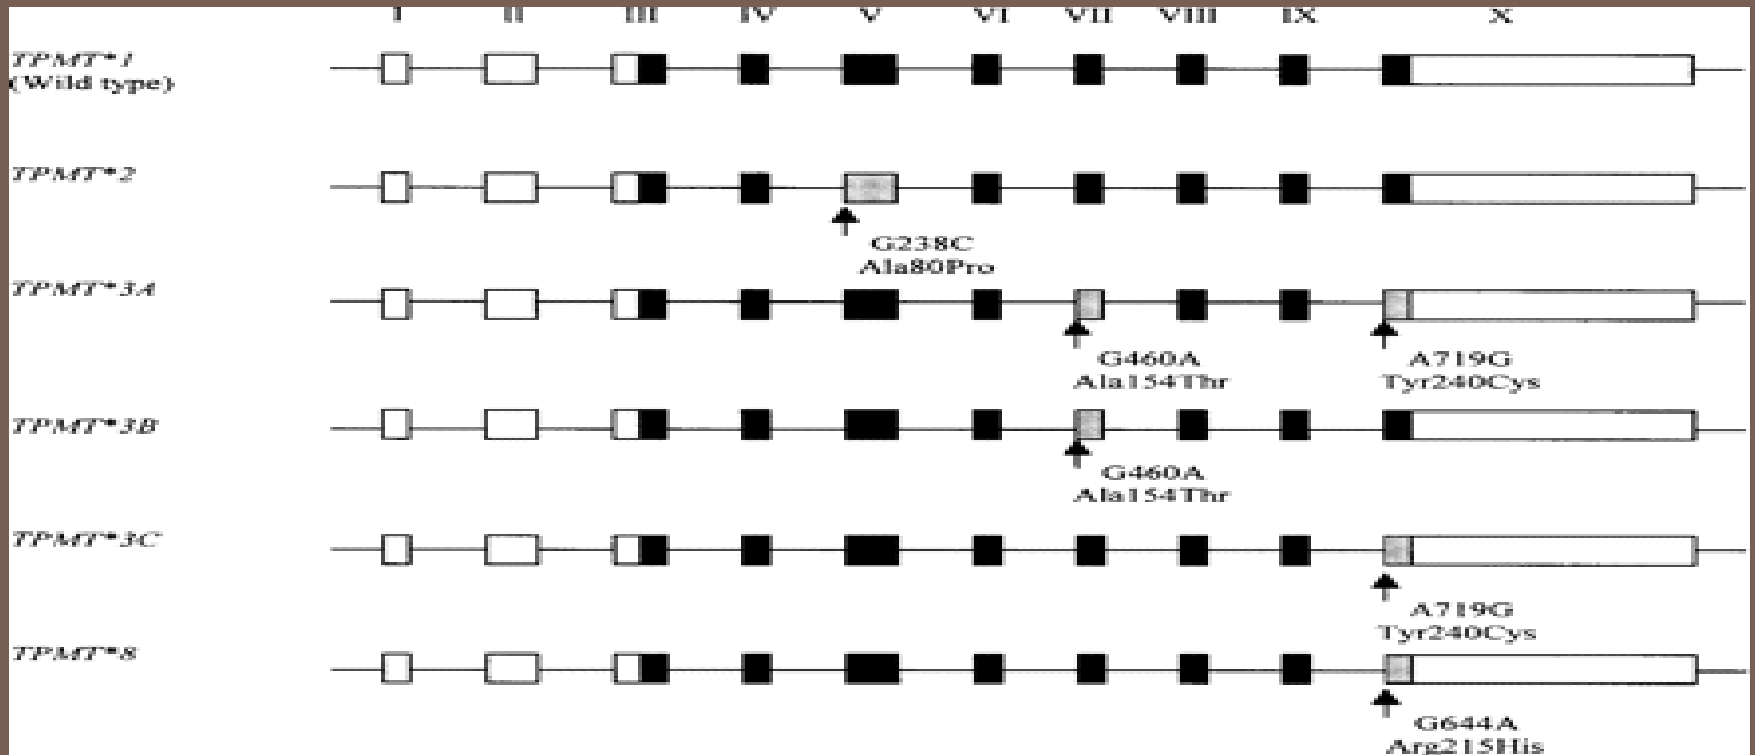 I II III IV V VI VII VIII IX X
TPMT*1
(Wild type)
TPMT*2
G238C
Ala80Pro
TPMT*3A
G460A A719G
Ala154Thr Tyr240Cys
TPMT*3B
G460A
Ala154Thr
TPMT*3C
A719G
Tyr240Cys
TPMT*8
G644A
Arg215His